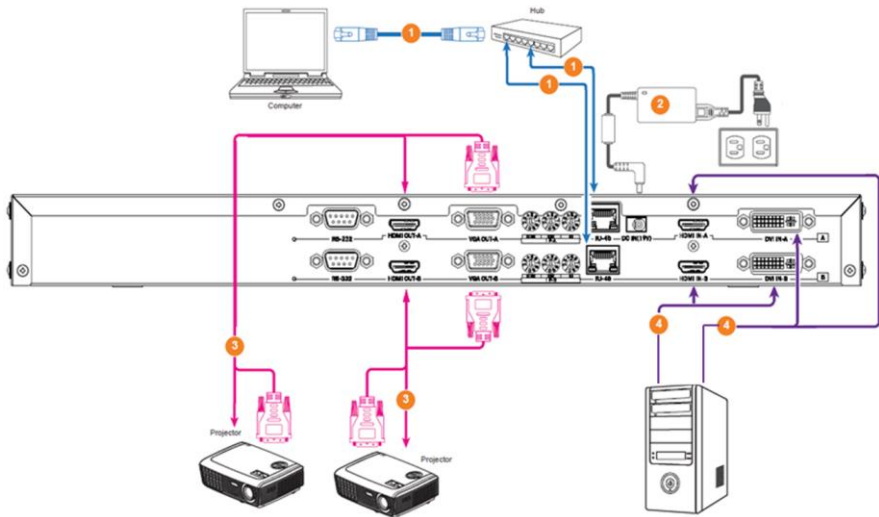 Hub
1
1
1
2
Computer
RS-232
HDMI OUT-A
VGA OUT-A
RJ-45
DC IN(19V)
HDMI IN-A
DVI IN-A
A
RS-232
HDMI OUT-B
VGA OUT-B
RJ-45
HDMI IN-B
DVI IN-B
B
4
4
3
3
Projector
Projector